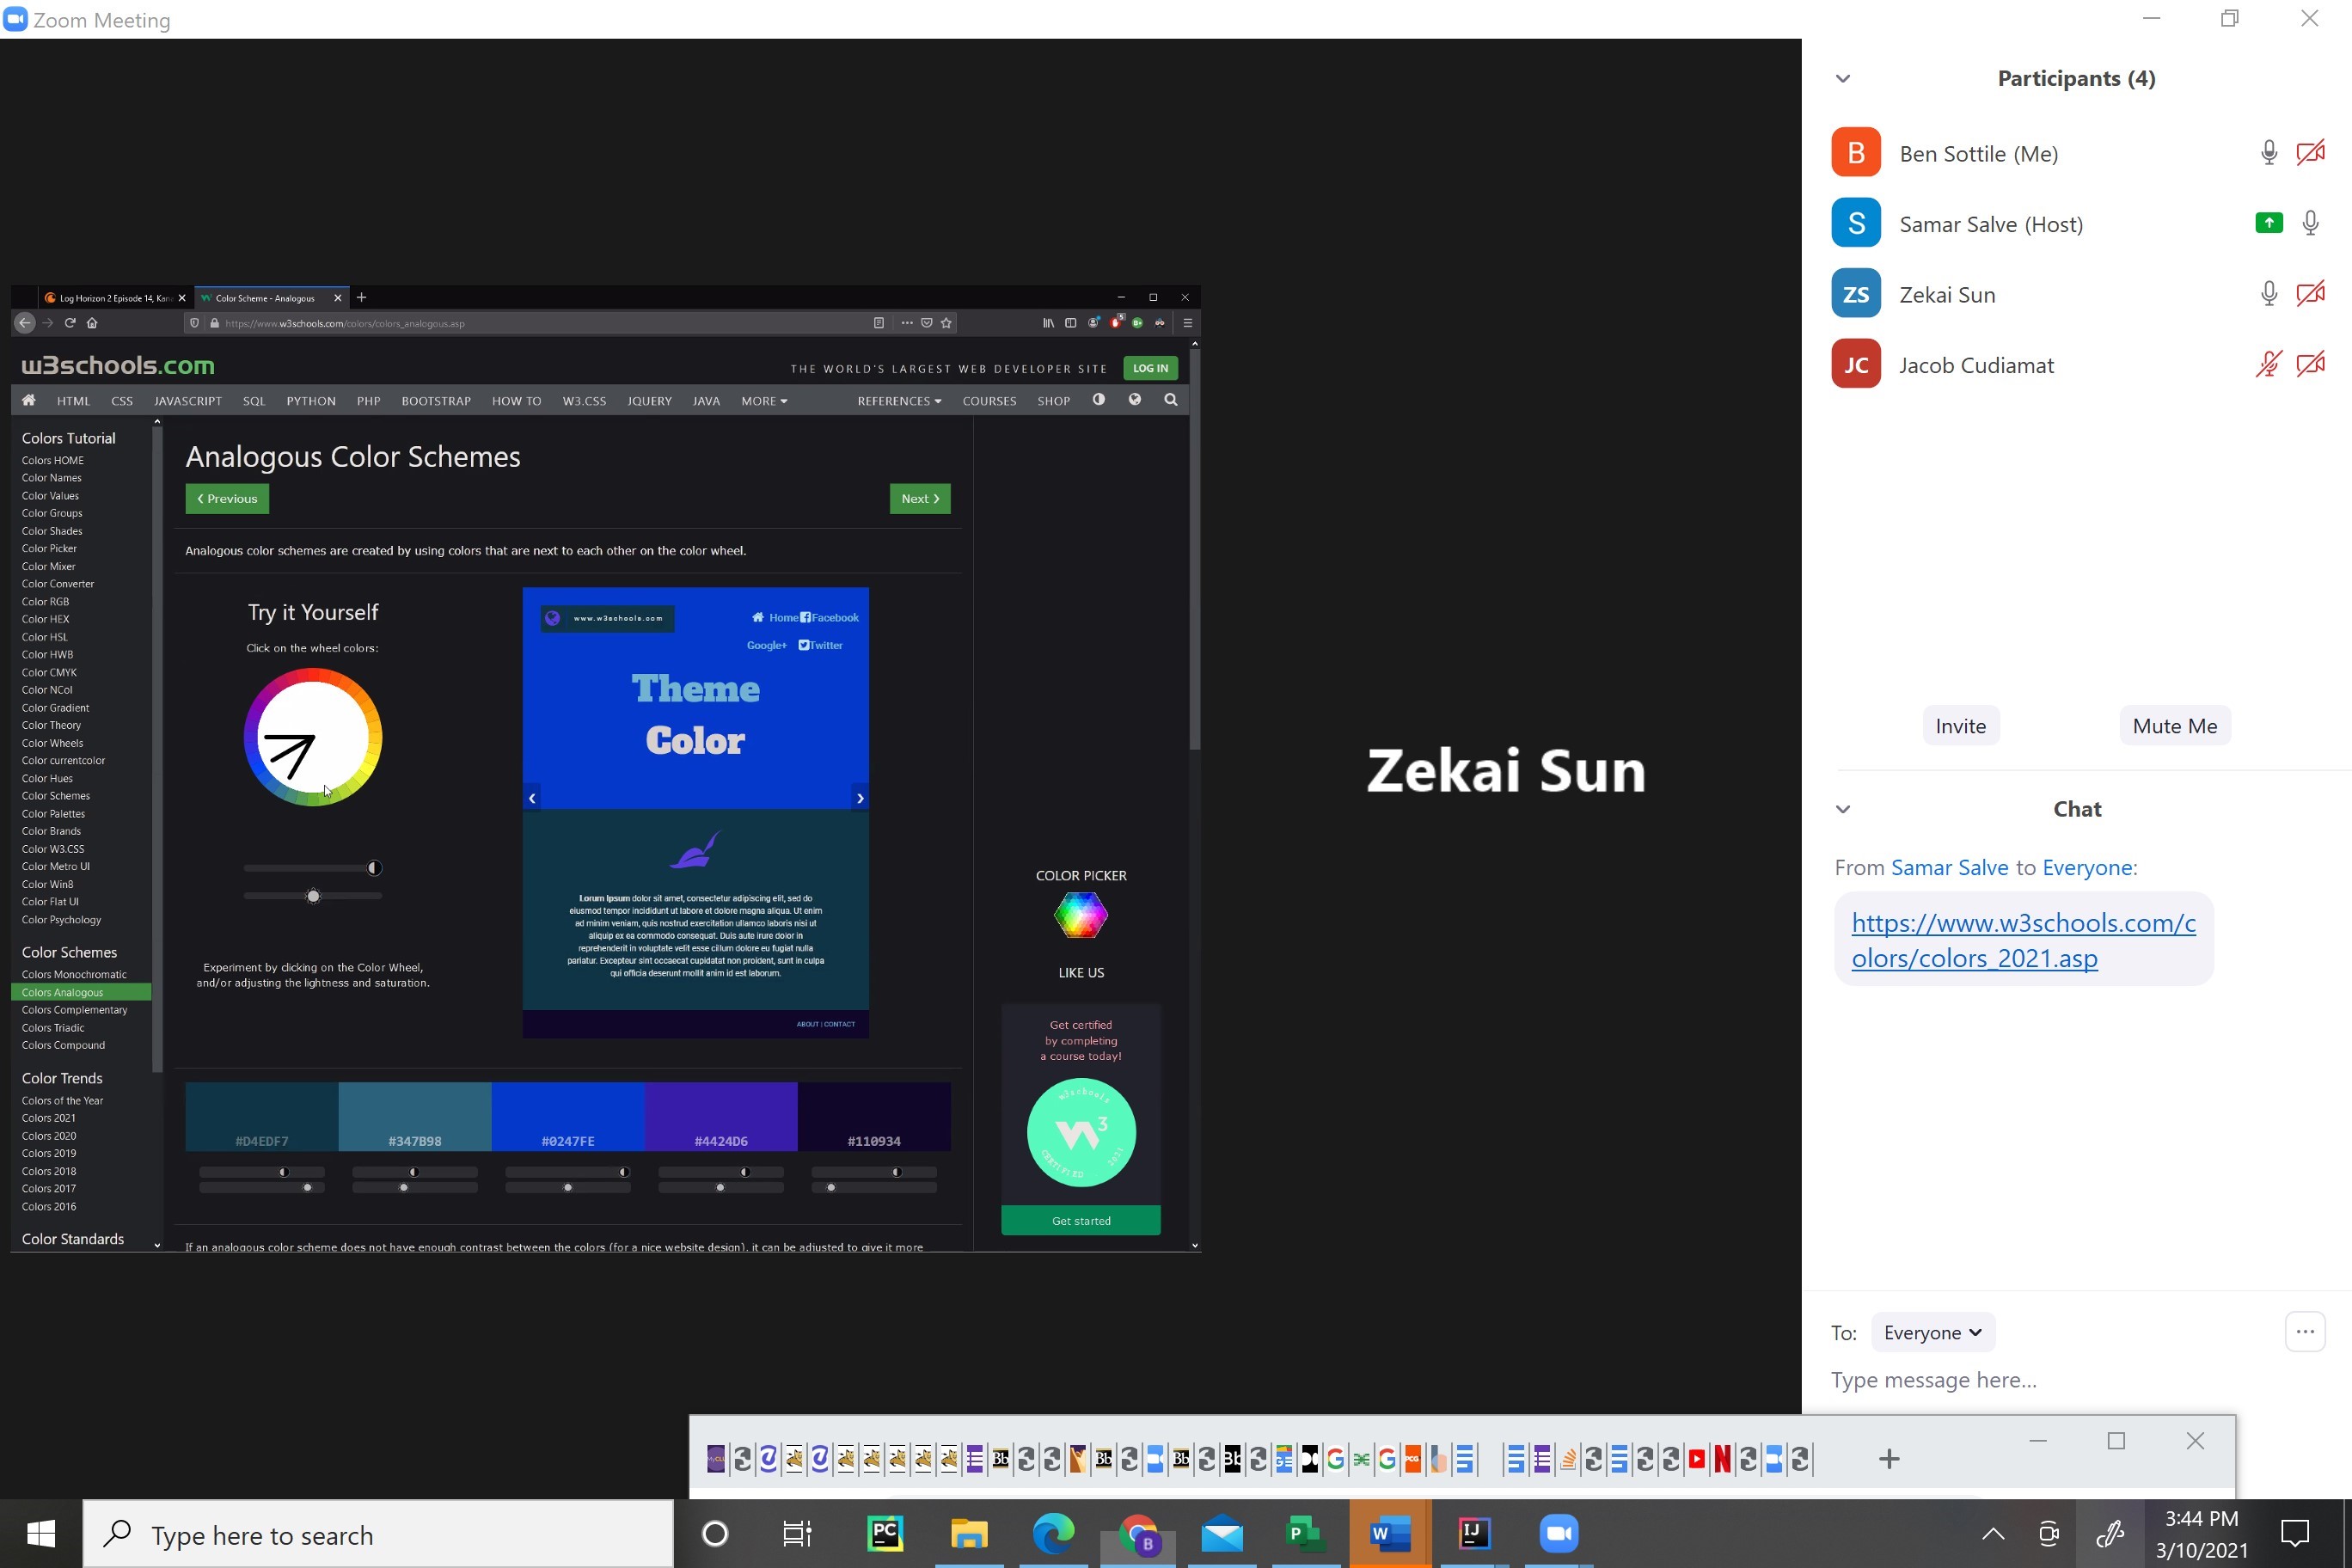 Zoom Meeting
Log Horizon 2 Episode 14, Kana
Color Scheme - Analogous
https://www.w3schools.com/colors/colors_analogous.asp
w3schools.com
THE WORLD'S LARGEST WEB DEVELOPER SITE
LOG IN
HTML CSS JAVASCRIPT SQL PYTHON PHP BOOTSTRAP HOW TO W3.CSS JQUERY JAVA MORE REFERENCES COURSES SHOP
Colors Tutorial
Colors HOME
Color Names
Color Values
Color Groups
Color Shades
Color Picker
Color Mixer
Color Converter
Color RGB
Color HEX
Color HSL
Color HWB
Color CMYK
Color NCol
Color Gradient
Color Theory
Color Wheels
Color currentcolor
Color Hues
Color Schemes
Color Palettes
Color Brands
Color W3.CSS
Color Metro UI
Color Win8
Color Flat UI
Color Psychology
Color Schemes
Colors Monochromatic
Colors Analogous
Colors Complementary
Colors Triadic
Colors Compound
Color Trends
Colors of the Year
Colors 2021
Colors 2020
Colors 2019
Colors 2018
Colors 2017
Colors 2016
Color Standards
Analogous Color Schemes
❮ Previous
Next ❯
Analogous color schemes are created by using colors that are next to each other on the color wheel.
Try it Yourself
Click on the wheel colors:
Experiment by clicking on the Color Wheel,
and/or adjusting the lightness and saturation.
www.w3schools.com
Home Facebook
Google+ Twitter
Theme
Color
Lorem Ipsum dolor sit amet, consectetur adipiscing elit, sed do
eiusmod tempor incididunt ut labore et dolore magna aliqua. Ut enim
ad minim veniam, quis nostrud exercitation ullamco laboris nisi ut
aliquip ex ea commodo consequat. Duis aute irure dolor in
reprehenderit in voluptate velit esse cillum dolore eu fugiat nulla
pariatur. Excepteur sint occaecat cupidatat non proident, sunt in culpa
qui officia deserunt mollit anim id est laborum.
ABOUT | CONTACT
#D4EDF7 #347B98 #0247FE #4424D6 #110934
If an analogous color scheme does not have enough contrast between the colors (for a nice website design), it can be adjusted to give it more
COLOR PICKER
LIKE US
Get certified
by completing
a course today!
w3schools
W3
CERTIFIED
2021
Get started
Zekai Sun
Participants (4)
B Ben Sottile (Me)
S Samar Salve (Host)
ZS Zekai Sun
JC Jacob Cudiamat
Invite
Mute Me
Chat
From Samar Salve to Everyone:
https://www.w3schools.com/c
olors/colors_2021.asp
To: Everyone
Type message here...
Type here to search
3:44 PM
3/10/2021